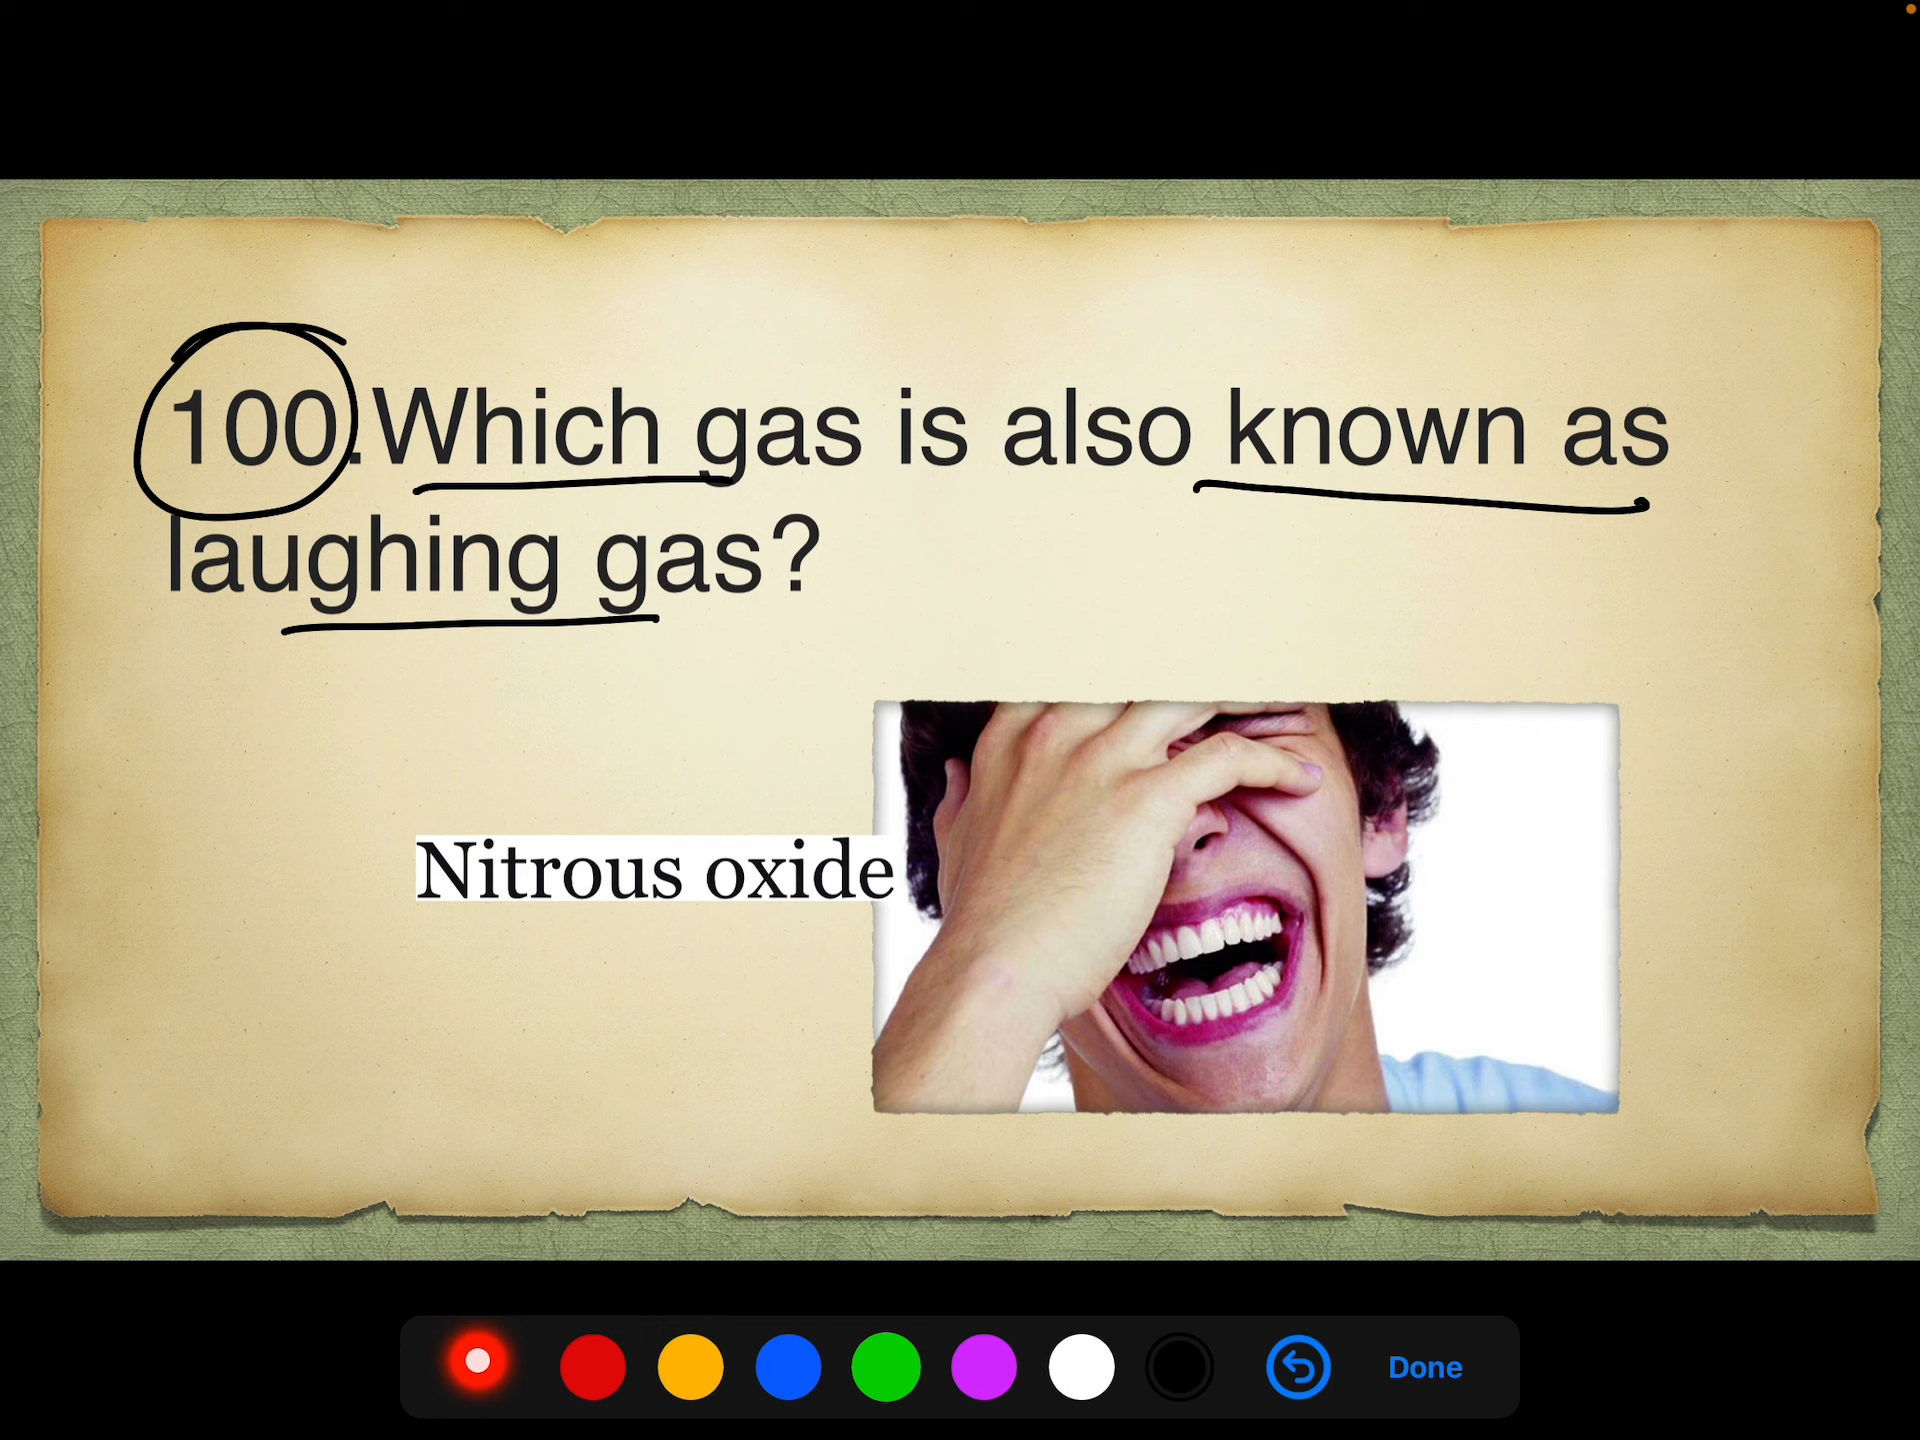 100.Which gas is also known as
laughing gas?
Nitrous oxide
Done